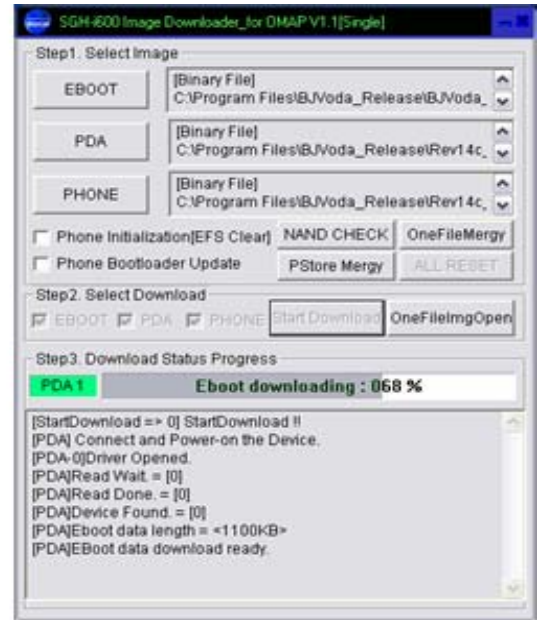 SGH-i600 Image Downloader_for OMAP V1.1[Single]
Step1. Select Image
EBOOT
[Binary File]
C:\Program Files\BJVoda_Release\BJVoda_
PDA
[Binary File]
C:\Program Files\BJVoda_Release\Rev14c_
PHONE
[Binary File]
C:\Program Files\BJVoda_Release\Rev14c_
Phone Initialization[EFS Clear] NAND CHECK OneFileMergy
Phone Bootloader Update PStore Mergy ALL RESET
Step2. Select Download
EBOOT PDA PHONE Start Download OneFileImgOpen
Step3. Download Status Progress
PDA 1 Eboot downloading : 068 %
[StartDownload => 0] StartDownload !!
[PDA] Connect and Power-on the Device.
[PDA-0]Driver Opened.
[PDA]Read Wait. = [0]
[PDA]Read Done. = [0]
[PDA]Device Found. = [0]
[PDA]Eboot data length = <1100KB>
[PDA]EBoot data download ready.